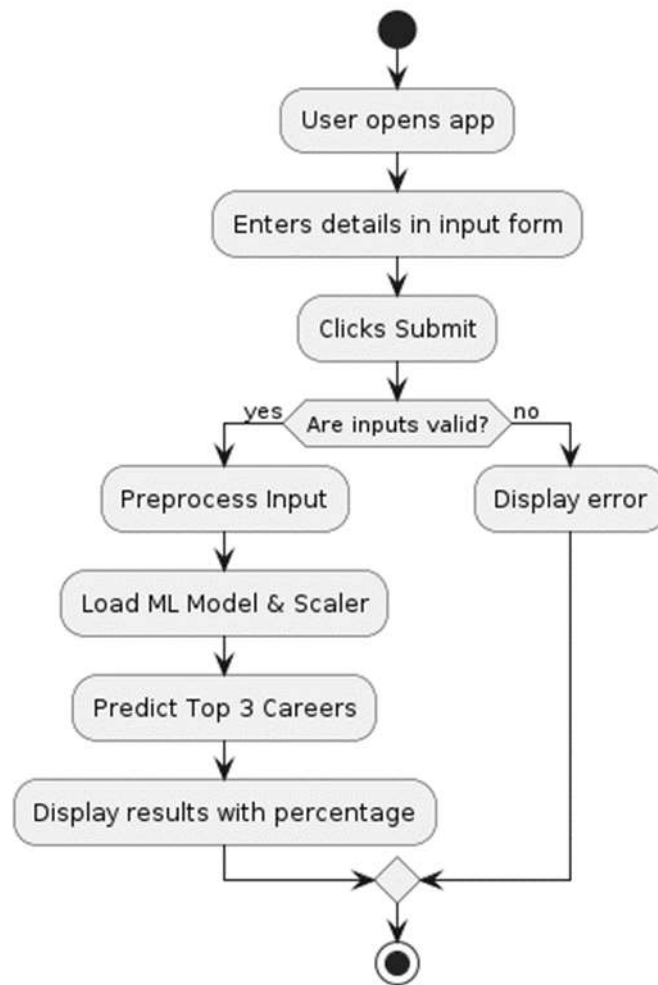 User opens app
Enters details in input form
Clicks Submit
Are inputs valid?
yes
no
Preprocess Input
Display error
Load ML Model & Scaler
Predict Top 3 Careers
Display results with percentage